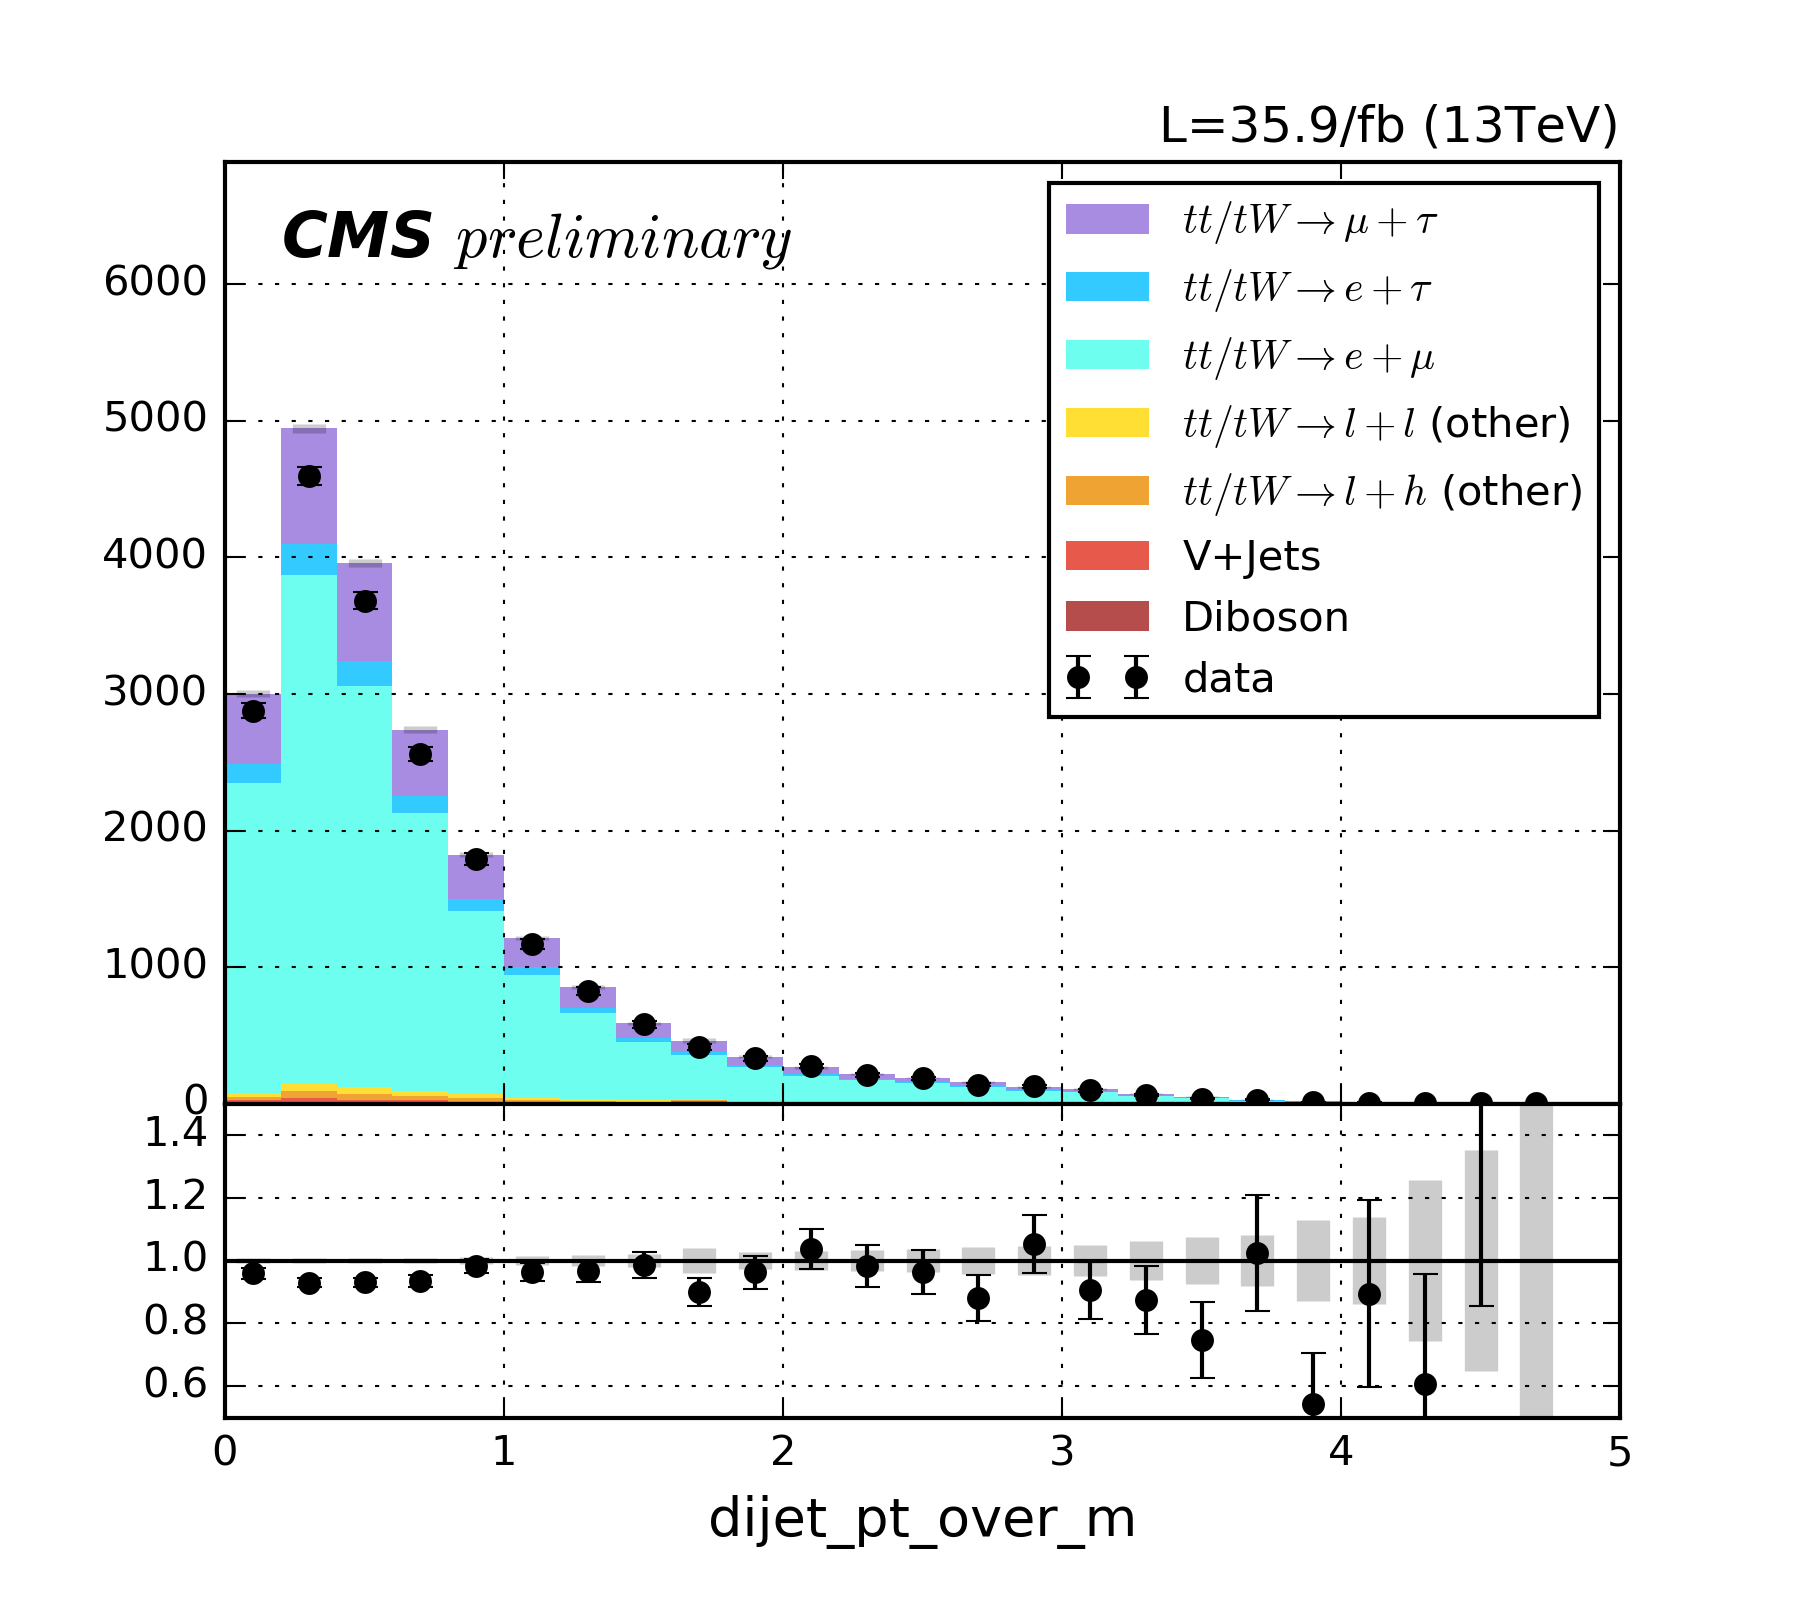 L=35.9/fb (13TeV)
CMS preliminary
tt/tW→μ+τ
tt/tW→e+τ
tt/tW→e+μ
tt/tW→l+l (other)
tt/tW→l+h (other)
V+Jets
Diboson
data
6000
5000
4000
3000
2000
1000
0
1.4
1.2
1.0
0.8
0.6
0 1 2 3 4 5
dijet_pt_over_m